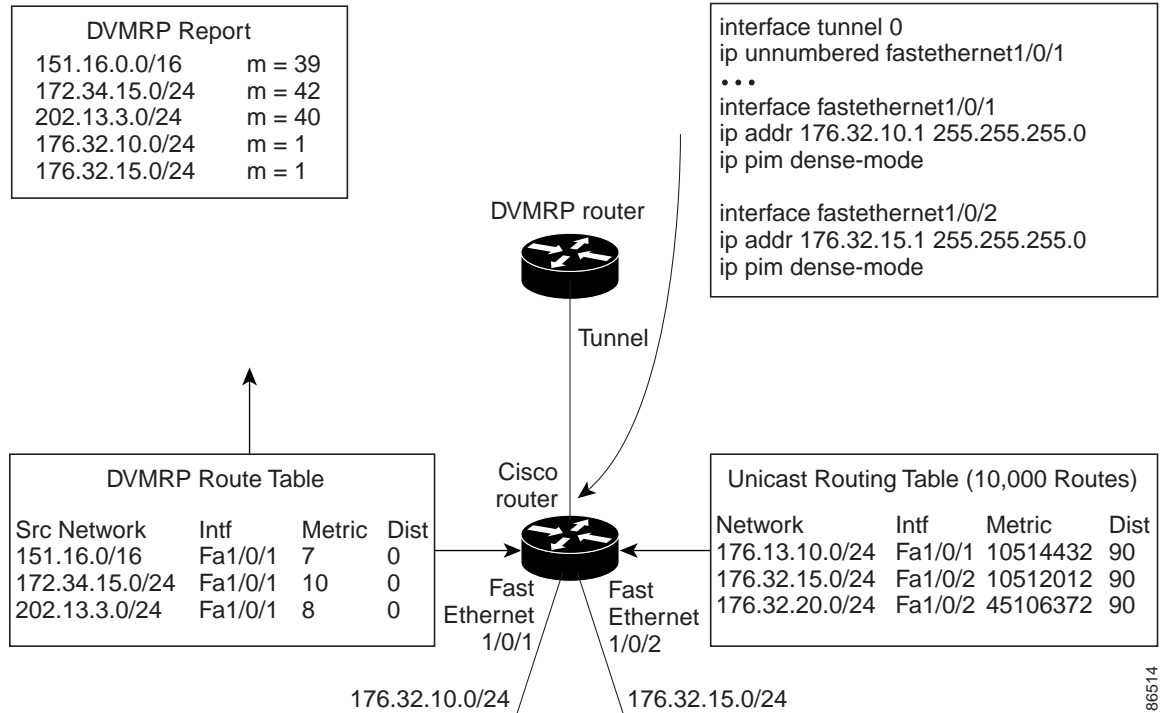 DVMRP Report
151.16.0.0/16 m = 39
172.34.15.0/24 m = 42
202.13.3.0/24 m = 40
176.32.10.0/24 m = 1
176.32.15.0/24 m = 1
interface tunnel 0
ip unnumbered fastethernet1/0/1
• • •
interface fastethernet1/0/1
ip addr 176.32.10.1 255.255.255.0
ip pim dense-mode
interface fastethernet1/0/2
ip addr 176.32.15.1 255.255.255.0
ip pim dense-mode
DVMRP router
Tunnel
Cisco
router
DVMRP Route Table
Src Network Intf Metric Dist
151.16.0/16 Fa1/0/1 7 0
172.34.15.0/24 Fa1/0/1 10 0
202.13.3.0/24 Fa1/0/1 8 0
Unicast Routing Table (10,000 Routes)
Network Intf Metric Dist
176.13.10.0/24 Fa1/0/1 10514432 90
176.32.15.0/24 Fa1/0/2 10512012 90
176.32.20.0/24 Fa1/0/2 45106372 90
Fast
Ethernet
1/0/1
Fast
Ethernet
1/0/2
176.32.10.0/24
176.32.15.0/24
86514